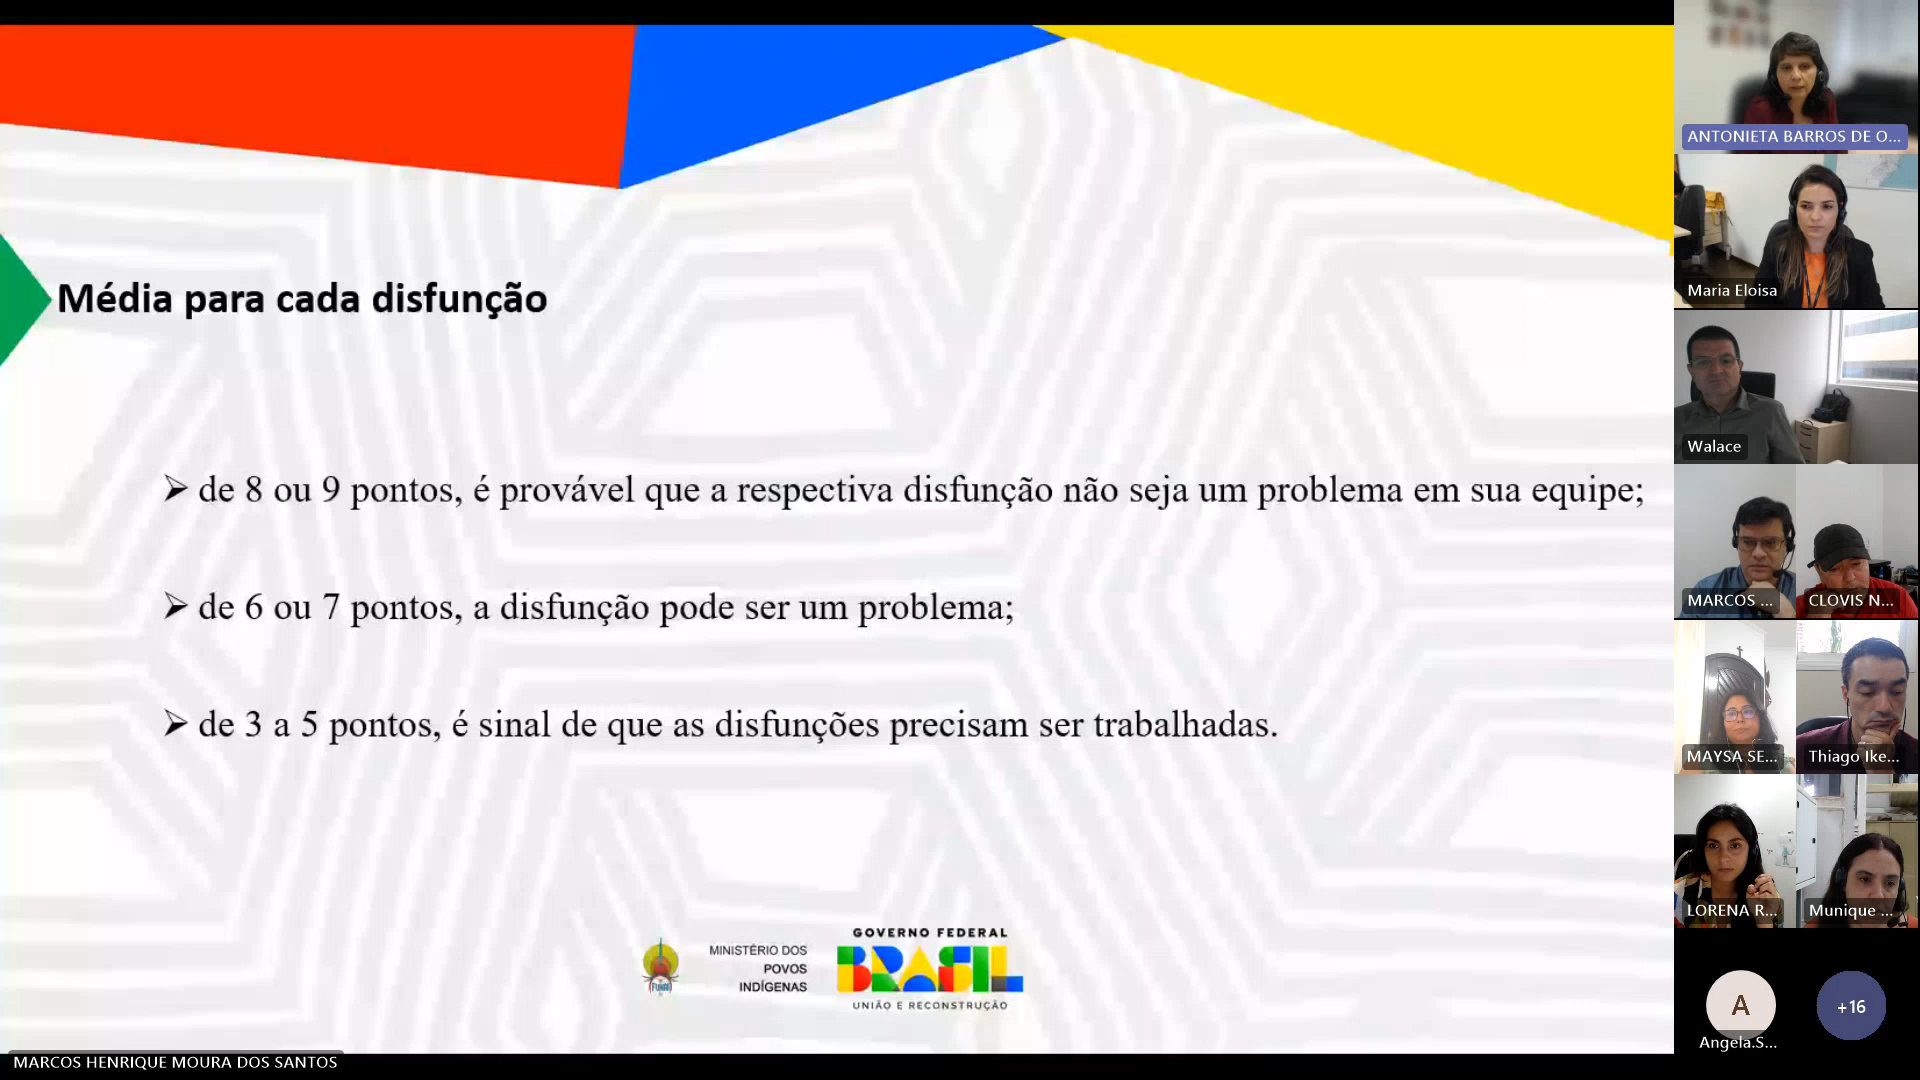 Média para cada disfunção
➢ de 8 ou 9 pontos, é provável que a respectiva disfunção não seja um problema em sua equipe;
➢ de 6 ou 7 pontos, a disfunção pode ser um problema;
➢ de 3 a 5 pontos, é sinal de que as disfunções precisam ser trabalhadas.
FUNAI
MINISTÉRIO DOS
POVOS
INDÍGENAS
GOVERNO FEDERAL
BRASIL
UNIÃO E RECONSTRUÇÃO
MARCOS HENRIQUE MOURA DOS SANTOS
ANTONIETA BARROS DE O...
Maria Eloisa
Walace
MARCOS ...
CLOVIS N...
MAYSA SE...
Thiago Ike...
LORENA R...
Munique ...
A
Angela.S...
+16